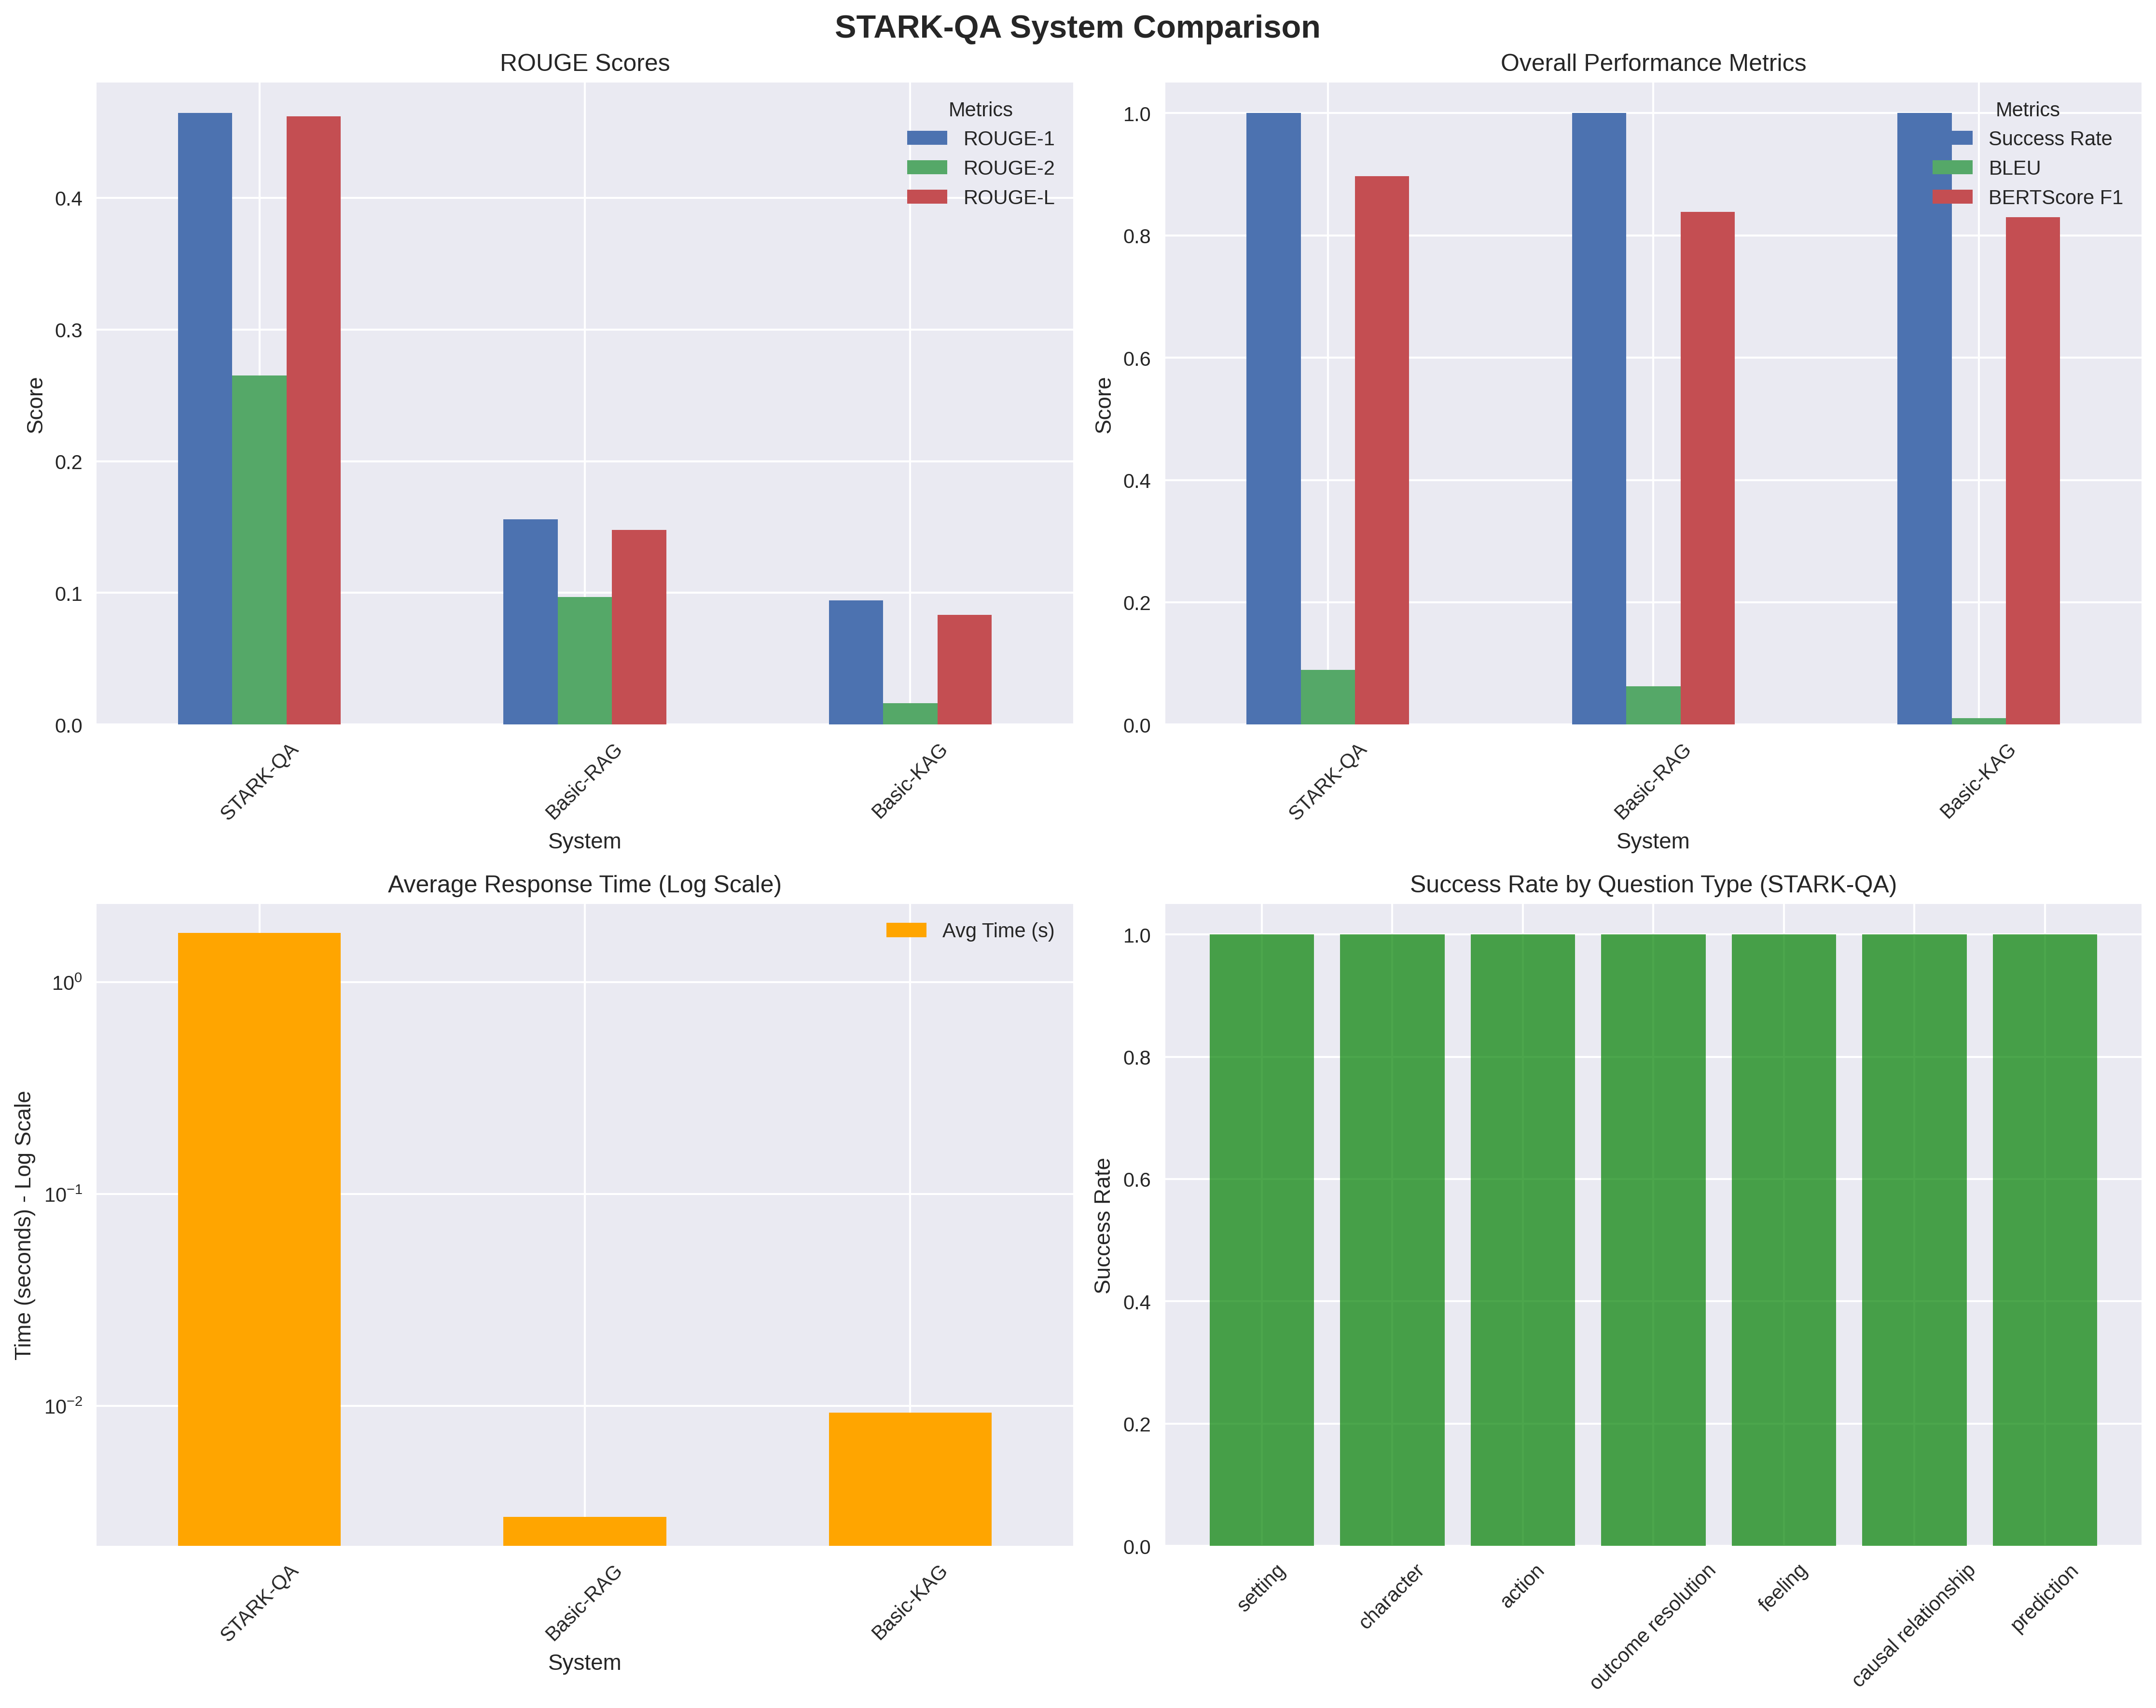 STARK-QA System Comparison
ROUGE Scores
Metrics
ROUGE-1
ROUGE-2
ROUGE-L
Score
0.4
0.3
0.2
0.1
0.0
STARK-QA
Basic-RAG
Basic-KAG
System
Overall Performance Metrics
Metrics
Success Rate
BLEU
BERTScore F1
Score
1.0
0.8
0.6
0.4
0.2
0.0
STARK-QA
Basic-RAG
Basic-KAG
System
Average Response Time (Log Scale)
Avg Time (s)
Time (seconds) - Log Scale
10⁰
10⁻¹
10⁻²
STARK-QA
Basic-RAG
Basic-KAG
System
Success Rate by Question Type (STARK-QA)
Success Rate
1.0
0.8
0.6
0.4
0.2
0.0
setting
character
action
outcome resolution
feeling
causal relationship
prediction